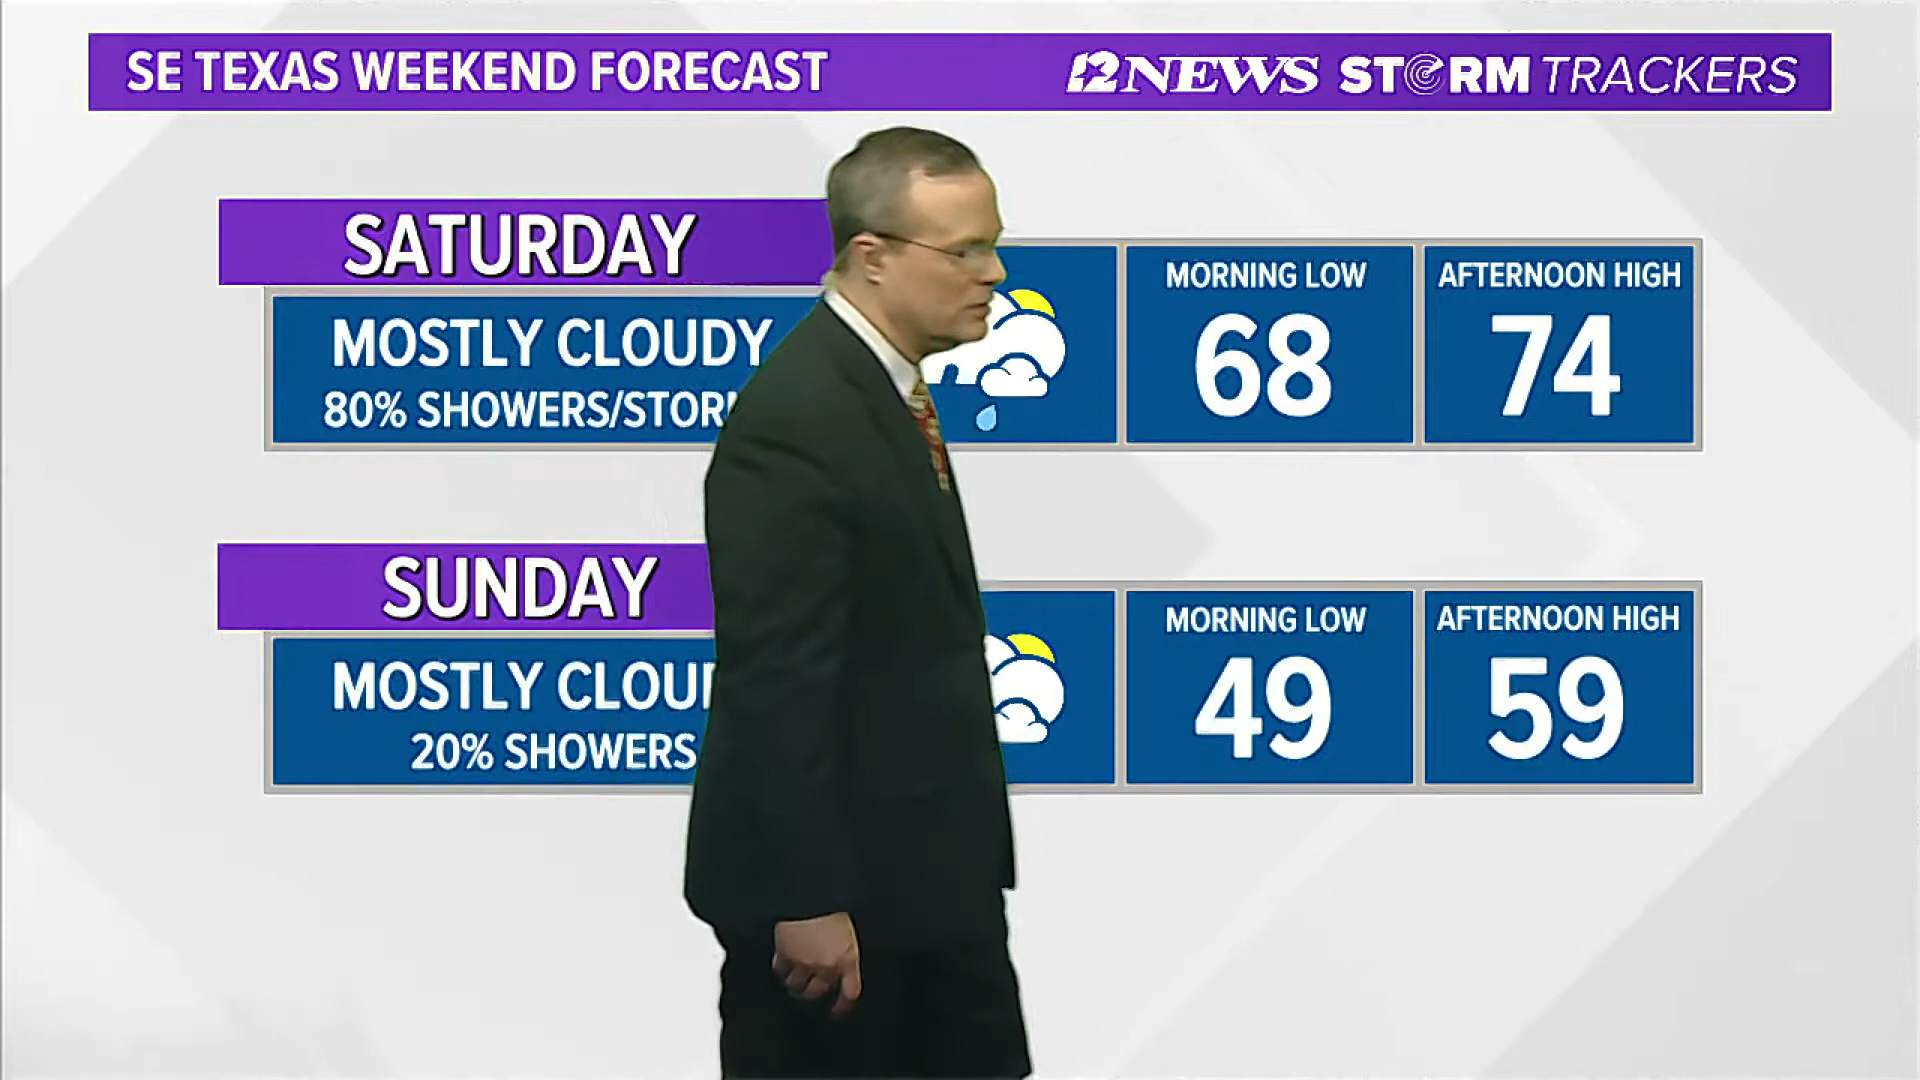 SE TEXAS WEEKEND FORECAST
12NEWS STORM TRACKERS
SATURDAY
MOSTLY CLOUDY
80% SHOWERS/STOR
MORNING LOW
68
AFTERNOON HIGH
74
SUNDAY
MOSTLY CLOU
20% SHOWERS
MORNING LOW
49
AFTERNOON HIGH
59